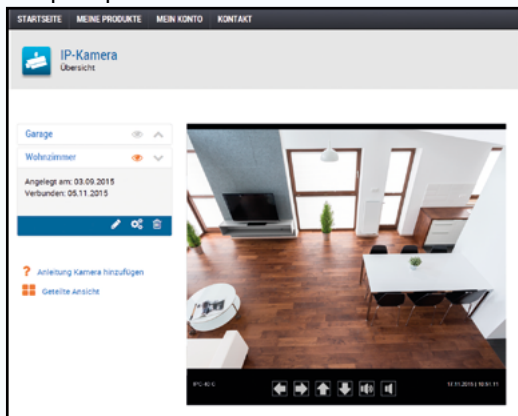 STARTSEITE MEINE PRODUKTE MEIN KONTO KONTAKT
IP-Kamera
Übersicht
Garage
Wohnzimmer
Angelegt am: 03.09.2015
Verbunden: 05.11.2015
? Anleitung Kamera hinzufügen
Geteilte Ansicht